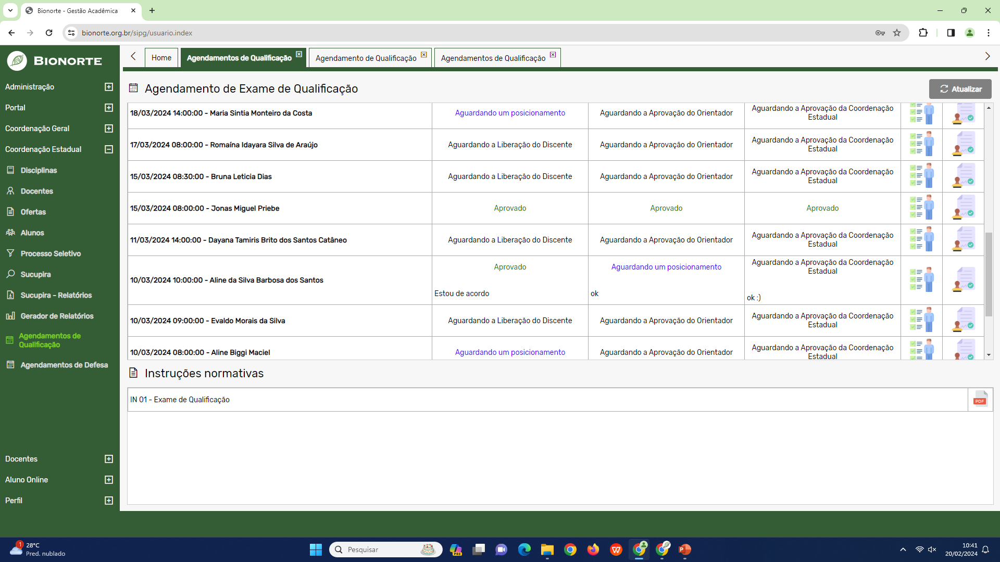 Bionorte - Gestão Acadêmica
bionorte.org.br/sipg/usuario.index
BIONORTE
Administração
Portal
Coordenação Geral
Coordenação Estadual
Disciplinas
Docentes
Ofertas
Alunos
Processo Seletivo
Sucupira
Sucupira - Relatórios
Gerador de Relatórios
Agendamentos de
Qualificação
Agendamentos de Defesa
Docentes
Aluno Online
Perfil
Home
Agendamentos de Qualificação
Agendamento de Qualificação
Agendamentos de Qualificação
Agendamento de Exame de Qualificação
Atualizar
18/03/2024 14:00:00 - Maria Sintia Monteiro da Costa
Aguardando um posicionamento
Aguardando a Aprovação do Orientador
Aguardando a Aprovação da Coordenação
Estadual
17/03/2024 08:00:00 - Romaína Idayara Silva de Araújo
Aguardando a Liberação do Discente
Aguardando a Aprovação do Orientador
Aguardando a Aprovação da Coordenação
Estadual
15/03/2024 08:30:00 - Bruna Leticia Dias
Aguardando a Liberação do Discente
Aguardando a Aprovação do Orientador
Aguardando a Aprovação da Coordenação
Estadual
15/03/2024 08:00:00 - Jonas Miguel Priebe
Aprovado
Aprovado
Aprovado
11/03/2024 14:00:00 - Dayana Tamiris Brito dos Santos Catâneo
Aguardando a Liberação do Discente
Aguardando a Aprovação do Orientador
Aguardando a Aprovação da Coordenação
Estadual
10/03/2024 10:00:00 - Aline da Silva Barbosa dos Santos
Aprovado
Estou de acordo
Aguardando um posicionamento
ok
Aguardando a Aprovação da Coordenação
Estadual
ok :)
10/03/2024 09:00:00 - Evaldo Morais da Silva
Aguardando a Liberação do Discente
Aguardando a Aprovação do Orientador
Aguardando a Aprovação da Coordenação
Estadual
10/03/2024 08:00:00 - Aline Biggi Maciel
Aguardando um posicionamento
Aguardando a Aprovação do Orientador
Aguardando a Aprovação da Coordenação
Estadual
Instruções normativas
IN 01 - Exame de Qualificação
PDF
1
28°C
Pred. nublado
Pesquisar
PRE
10:41
20/02/2024